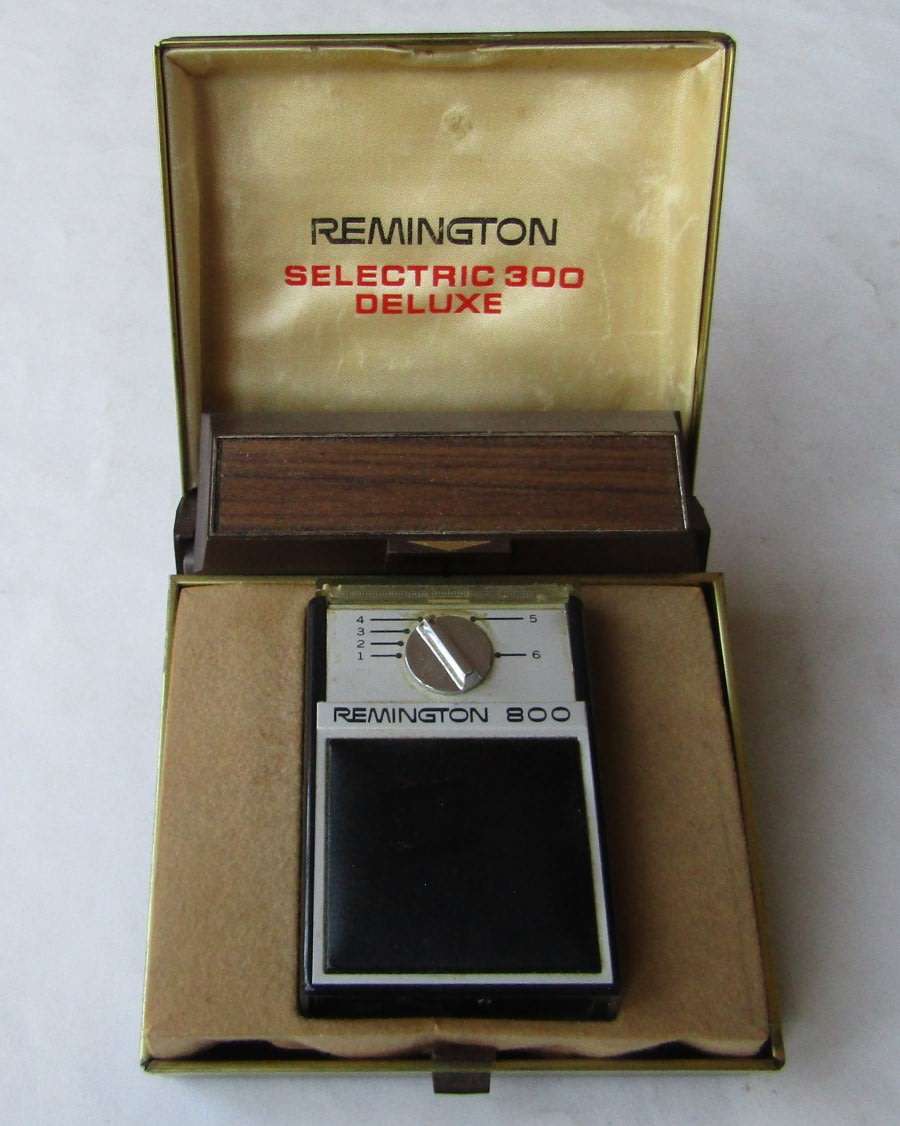 REMINGTON
SELECTRIC 300
DELUXE
4 5
3
2
1 6
REMINGTON 800